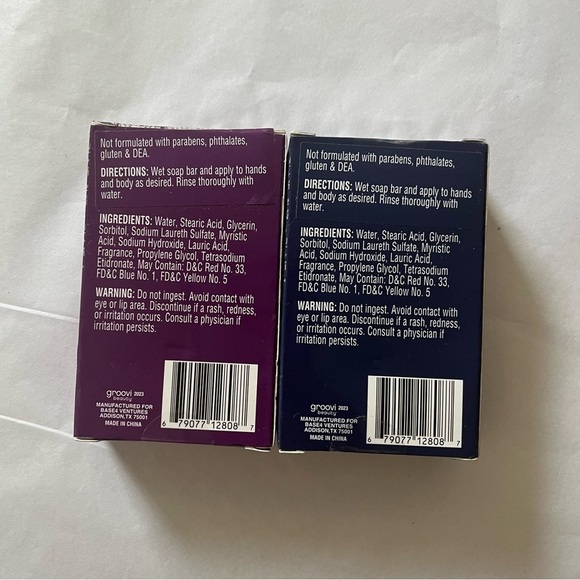 Not formulated with parabens, phthalates,
gluten & DEA.
DIRECTIONS: Wet soap bar and apply to hands
and body as desired. Rinse thoroughly with
water.
INGREDIENTS: Water, Stearic Acid, Glycerin,
Sorbitol, Sodium Laureth Sulfate, Myristic
Acid, Sodium Hydroxide, Lauric Acid,
Fragrance, Propylene Glycol, Tetrasodium
Etidronate, May Contain: D&C Red No. 33,
FD&C Blue No. 1, FD&C Yellow No. 5
WARNING: Do not ingest. Avoid contact with
eye or lip area. Discontinue if a rash, redness,
or irritation occurs. Consult a physician if
irritation persists.
groovi 2023
beauty
MANUFACTURED FOR
BASE4 VENTURES
ADDISON,TX 75001
MADE IN CHINA
6 79077 12808 7
Not formulated with parabens, phthalates,
gluten & DEA.
DIRECTIONS: Wet soap bar and apply to hands
and body as desired. Rinse thoroughly with
water.
INGREDIENTS: Water, Stearic Acid, Glycerin,
Sorbitol, Sodium Laureth Sulfate, Myristic
Acid, Sodium Hydroxide, Lauric Acid,
Fragrance, Propylene Glycol, Tetrasodium
Etidronate, May Contain: D&C Red No. 33,
FD&C Blue No. 1, FD&C Yellow No. 5
WARNING: Do not ingest. Avoid contact with
eye or lip area. Discontinue if a rash, redness,
or irritation occurs. Consult a physician if
irritation persists.
groovi 2023
beauty
MANUFACTURED FOR
BASE4 VENTURES
ADDISON,TX 75001
MADE IN CHINA
6 79077 12808 7